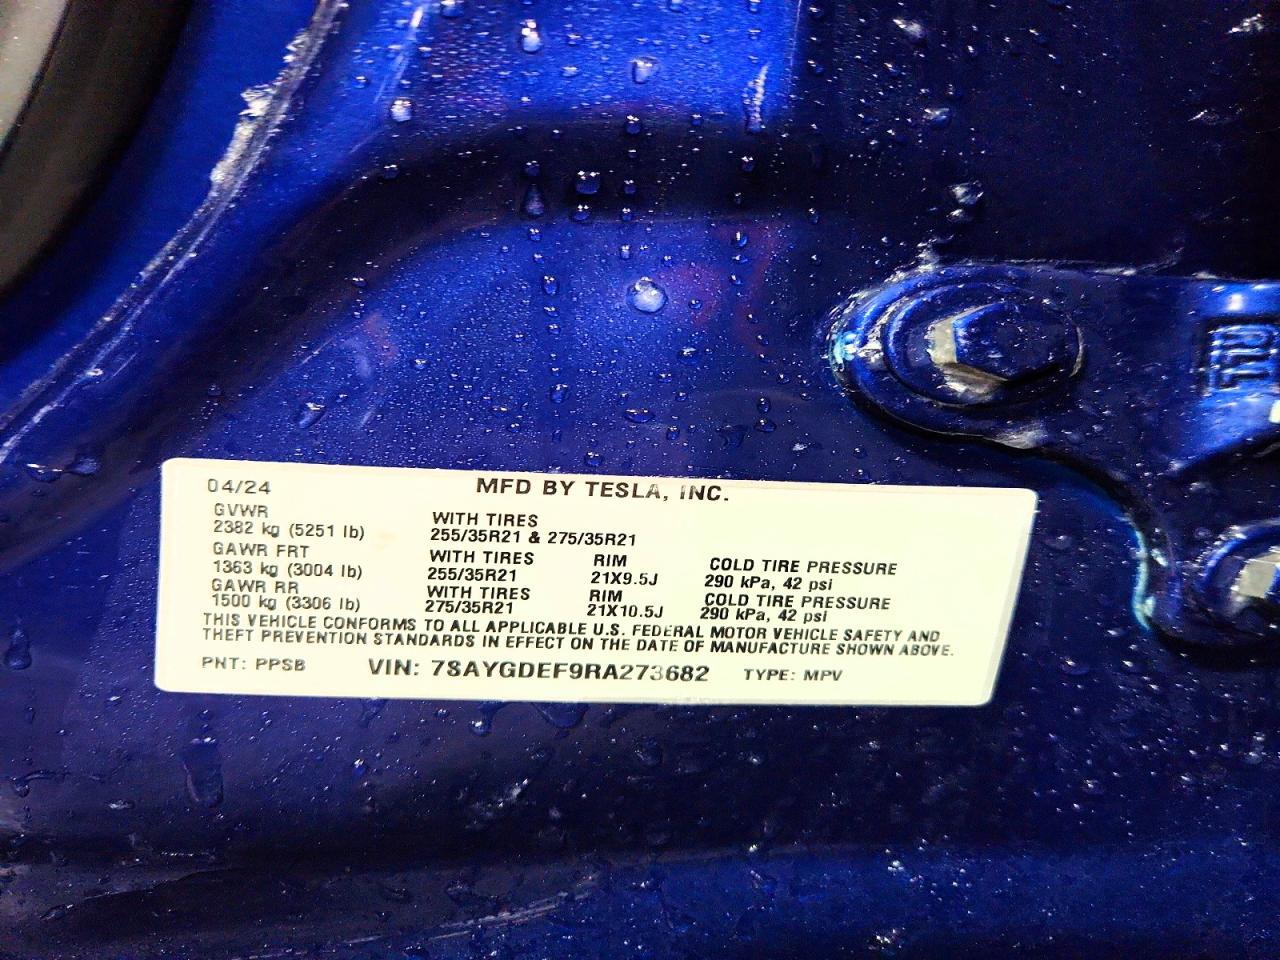 04/24 MFD BY TESLA, INC.
GVWR
2382 kg (5251 lb) WITH TIRES
255/35R21 & 275/35R21
GAWR FRT WITH TIRES RIM COLD TIRE PRESSURE
1363 kg (3004 lb) 255/35R21 21X9.5J 290 kPa, 42 psi
GAWR RR WITH TIRES RIM COLD TIRE PRESSURE
1500 kg (3306 lb) 275/35R21 21X10.5J 290 kPa, 42 psi
THIS VEHICLE CONFORMS TO ALL APPLICABLE U.S. FEDERAL MOTOR VEHICLE SAFETY AND
THEFT PREVENTION STANDARDS IN EFFECT ON THE DATE OF MANUFACTURE SHOWN ABOVE.
PNT: PPSB VIN: 7SAYGDEF9RA273682 TYPE: MPV